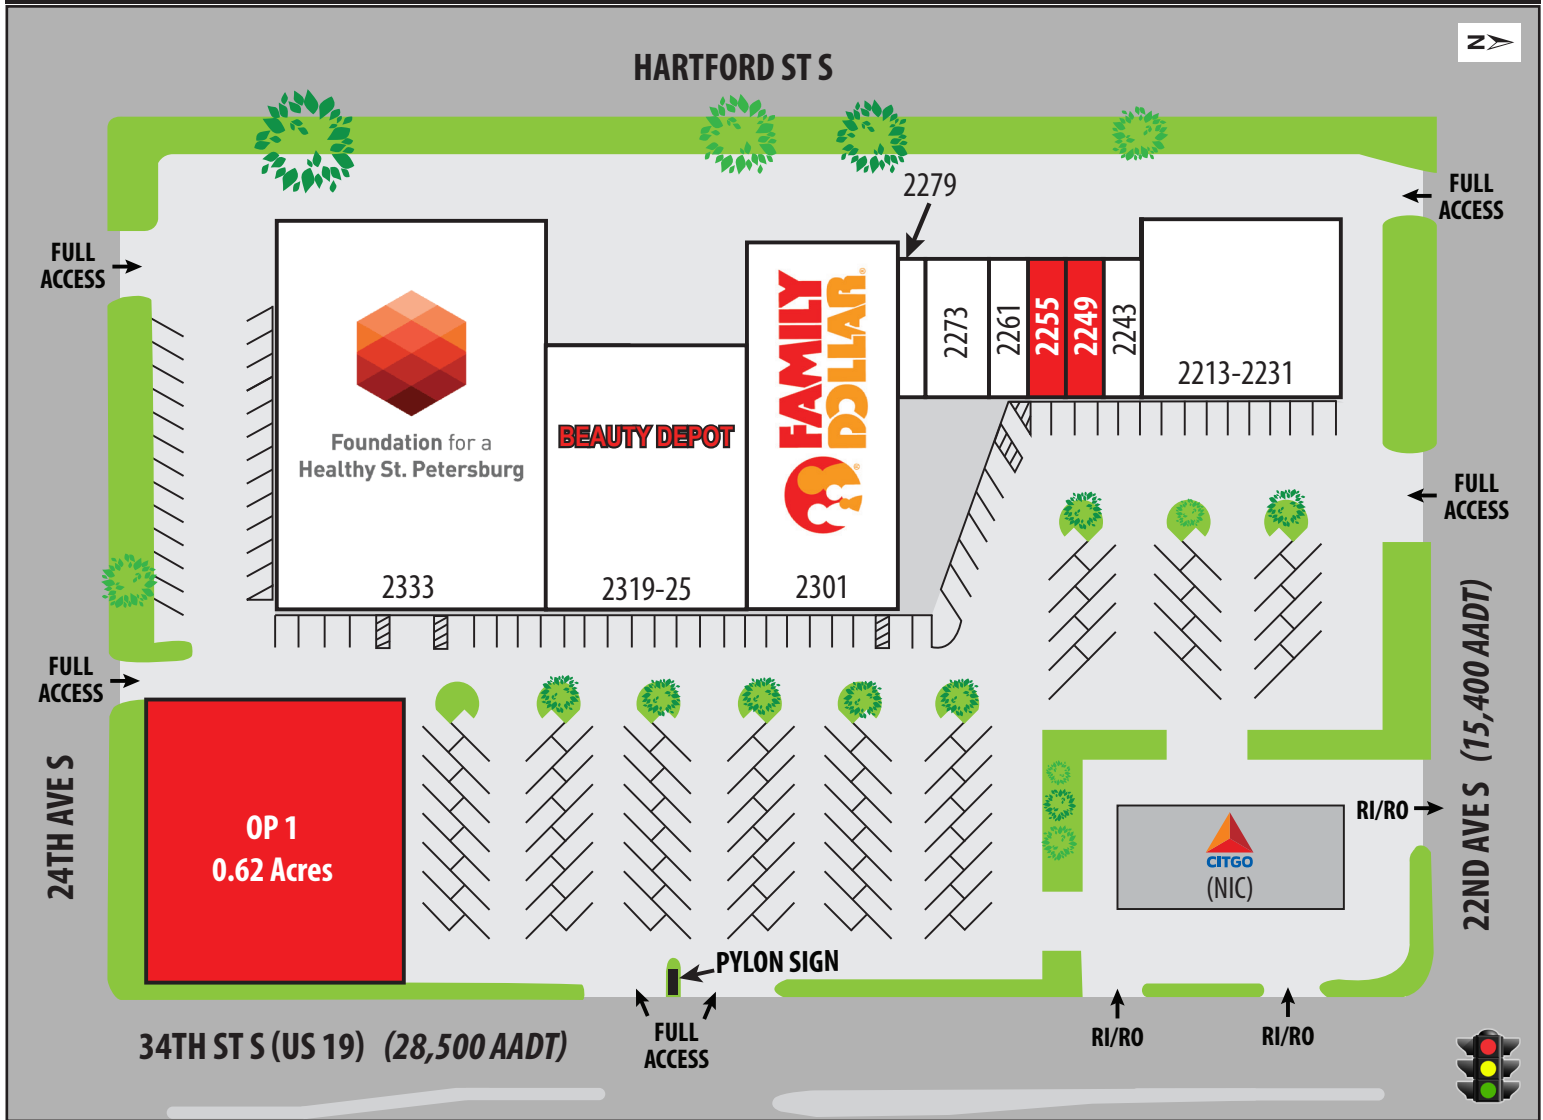 N
HARTFORD ST S
2279
FULL
ACCESS
FULL
ACCESS
2273
2261
2255
2249
2243
2213-2231
FAMILY
DOLLAR®
®
Foundation for a
Healthy St. Petersburg
BEAUTY DEPOT
2333
2319-25
2301
FULL
ACCESS
FULL
ACCESS
24TH AVE S
OP 1
0.62 Acres
22ND AVE S (15,400 AADT)
RI/RO
CITGO
(NIC)
PYLON SIGN
FULL
ACCESS
RI/RO
RI/RO
34TH ST S (US 19) (28,500 AADT)